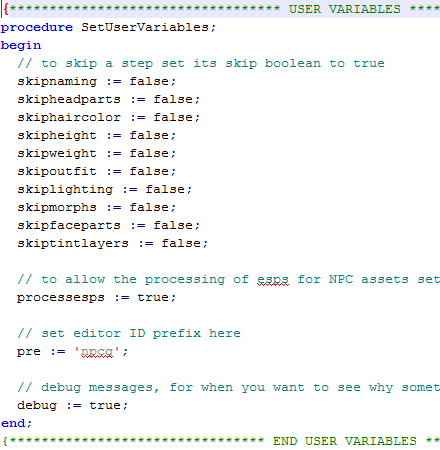 {******************************** USER VARIABLES ****
procedure SetUserVariables;
begin
// to skip a step set its skip boolean to true
skipnaming := false;
skipheadparts := false;
skiphaircolor := false;
skipheight := false;
skipweight := false;
skipoutfit := false;
skiplighting := false;
skipmorphs := false;
skipfaceparts := false;
skiptintlayers := false;
// to allow the processing of esps for NPC assets set
processesps := true;
// set editor ID prefix here
pre := 'npcg';
// debug messages, for when you want to see why somet
debug := true;
end;
{****************************** END USER VARIABLES **